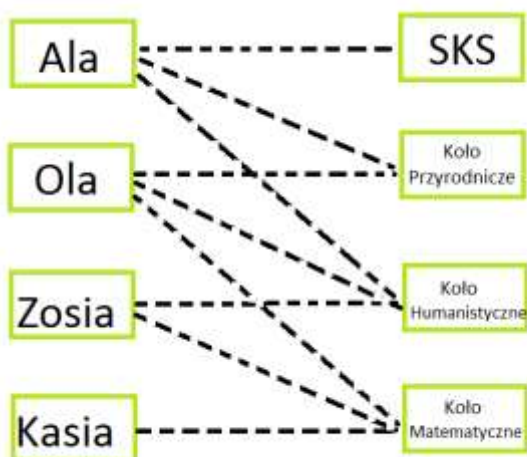 Ala
SKS
Ola
Koło
Przyrodnicze
Zosia
Koło
Humanistyczne
Kasia
Koło
Matematyczne